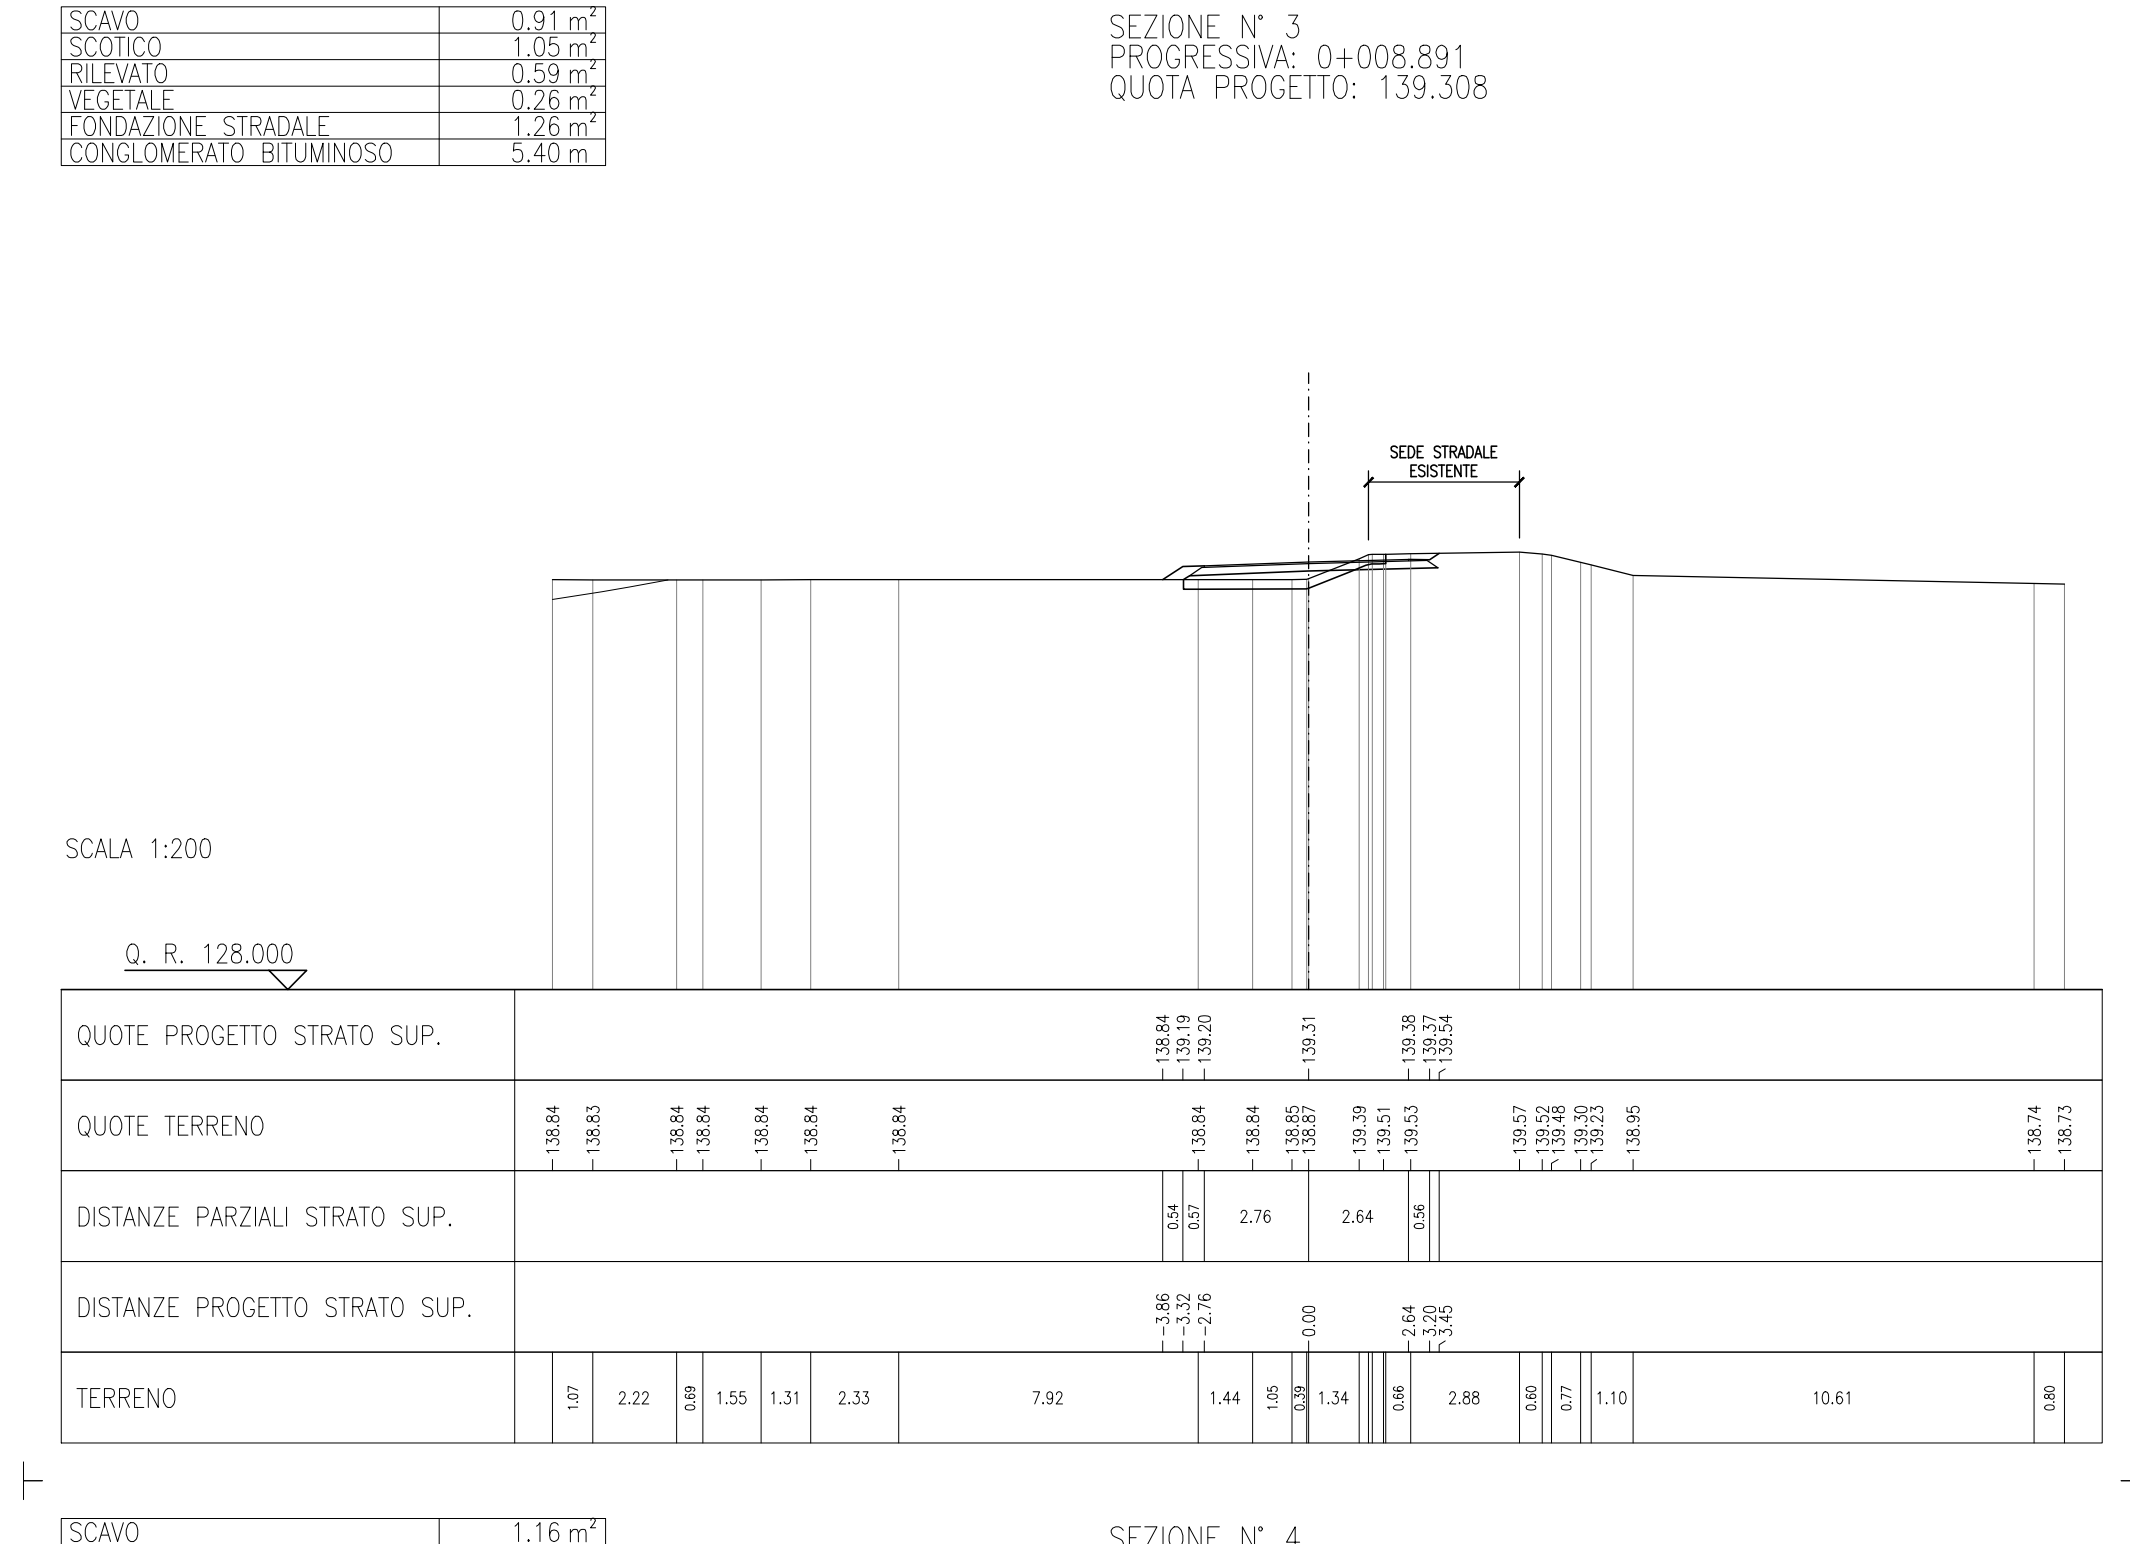 SCAVO 0.91 m²
SCOTICO 1.05 m²
RILEVATO 0.59 m²
VEGETALE 0.26 m²
FONDAZIONE STRADALE 1.26 m²
CONGLOMERATO BITUMINOSO 5.40 m
SEZIONE N° 3
PROGRESSIVA: 0+008.891
QUOTA PROGETTO: 139.308
SEDE STRADALE
ESISTENTE
SCALA 1:200
Q. R. 128.000
QUOTE PROGETTO STRATO SUP. 138.84 139.19 139.20 139.31 139.38 139.37 139.54
QUOTE TERRENO 138.84 138.83 138.84 138.84 138.84 138.84 138.84 138.84 138.84 138.85 138.87 139.39 139.51 139.53 139.57 139.52 139.48 139.30 139.23 138.95 138.74 138.73
DISTANZE PARZIALI STRATO SUP. 0.54 0.57 2.76 2.64 0.56
DISTANZE PROGETTO STRATO SUP. -3.86 -3.32 -2.76 0.00 2.64 3.20 3.45
TERRENO 1.07 2.22 0.69 1.55 1.31 2.33 7.92 1.44 1.05 0.39 1.34 0.66 2.88 0.60 0.77 1.10 10.61 0.80
SCAVO 1.16 m²
SEZIONE N° 4